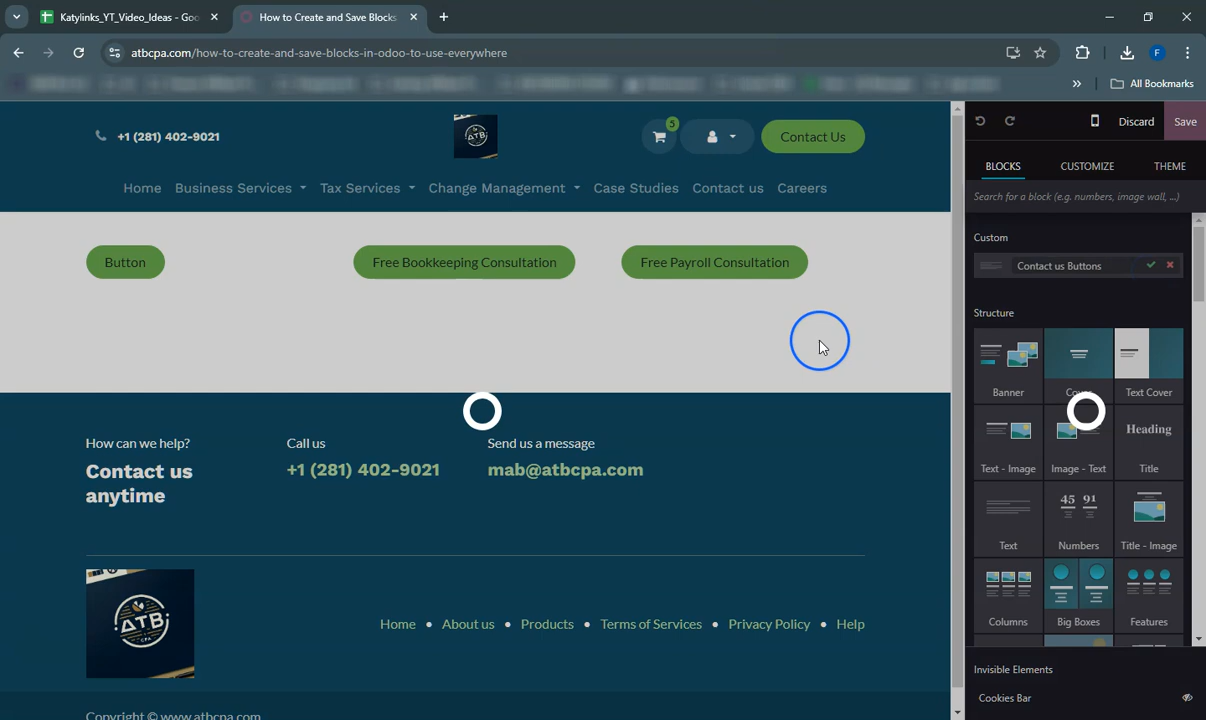 Katylinks_YT_Video_Ideas - Goo
How to Create and Save Blocks
atbcpa.com/how-to-create-and-save-blocks-in-odoo-to-use-everywhere
F
All Bookmarks
+1 (281) 402-9021
ATB
5
Contact Us
Home Business Services Tax Services Change Management Case Studies Contact us Careers
Button
Free Bookkeeping Consultation
Free Payroll Consultation
How can we help?
Contact us
anytime
Call us
+1 (281) 402-9021
Send us a message
mab@atbcpa.com
ATB
CPA
Home • About us • Products • Terms of Services • Privacy Policy • Help
Copyright © www.atbcpa.com
Discard
Save
BLOCKS CUSTOMIZE THEME
Search for a block (e.g. numbers, image wall, ...)
Custom
Contact us Buttons
Structure
Banner
Text Cover
Text - Image
Image - Text
Heading
Title
Text
45 91
Numbers
Title - Image
Columns
Big Boxes
Features
Invisible Elements
Cookies Bar